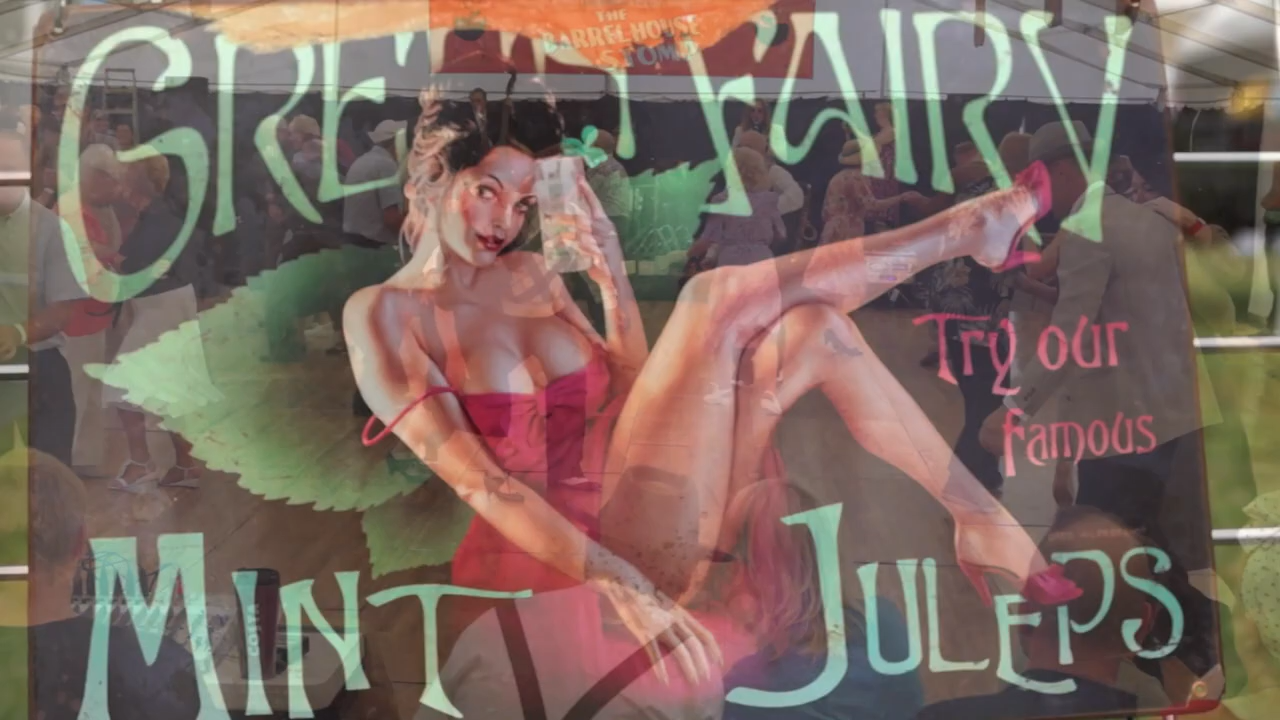 THE
BARRELHOUSE
STOMP
GREEN FAIRY
Try our
famous
MINT JULEPS